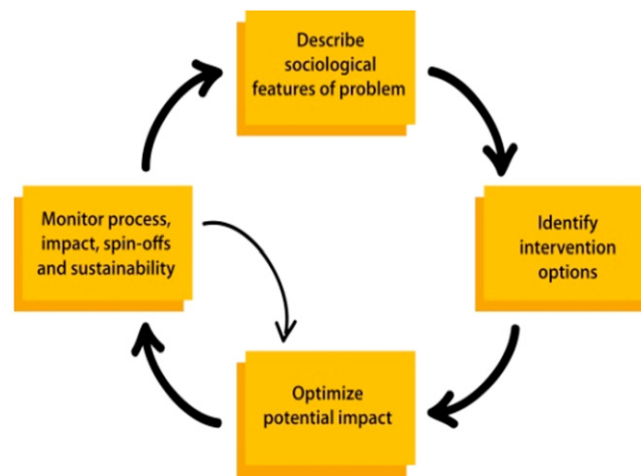 Describe
sociological
features of problem
Identify
intervention
options
Optimize
potential impact
Monitor process,
impact, spin-offs
and sustainability